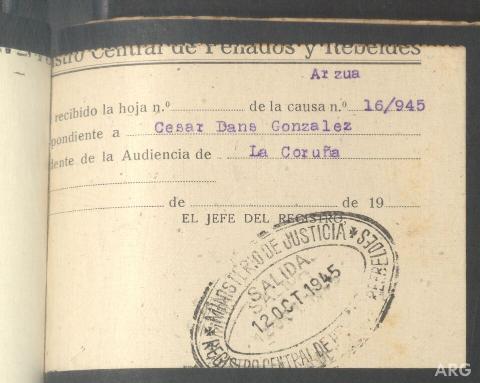 stro Central de Penados y Rebeldes
Arzua
recibido la hoja n.º de la causa n.º 16/945
pondiente a Cesar Dans Gonzalez
dente de la Audiencia de La Coruña
de de 19
EL JEFE DEL REGISTRO,
MINISTERIO DE JUSTICIA
SALIDA
12 OCT 1945
REGISTRO CENTRAL DE
REBELDES
ARG